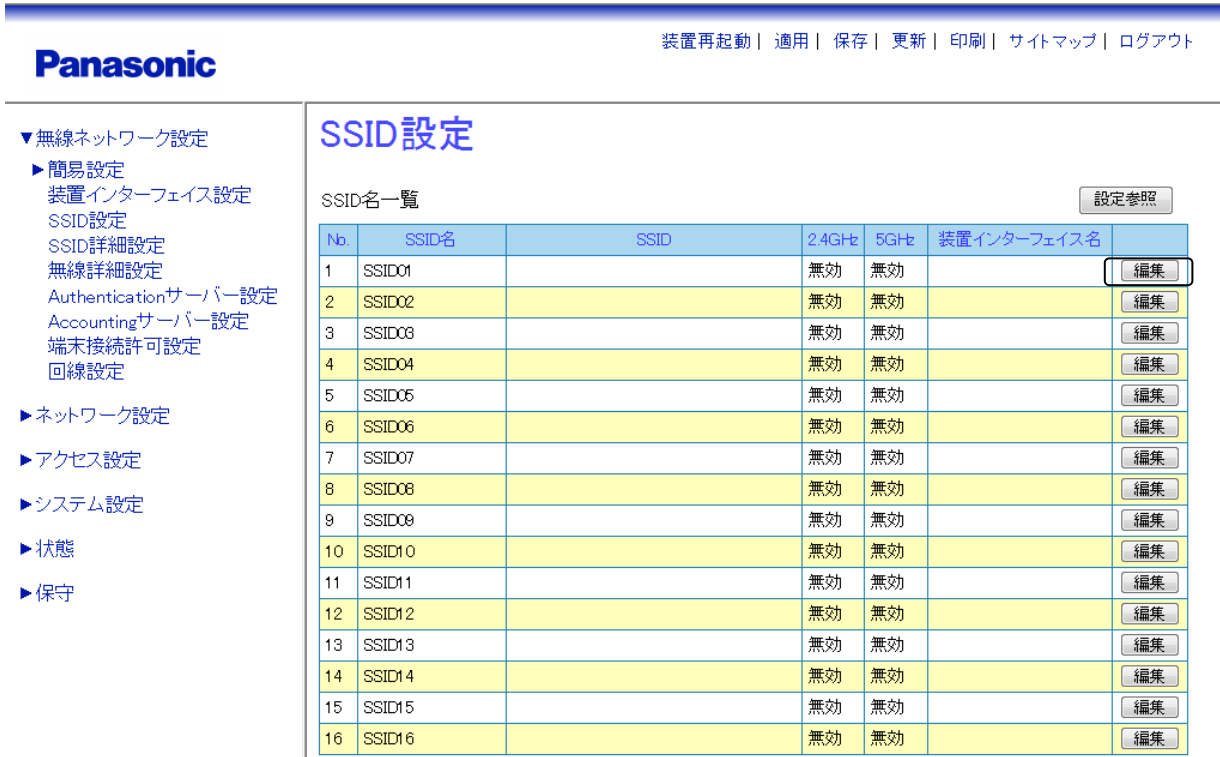 装置再起動| 適用| 保存| 更新| 印刷| サイトマップ| ログアウト
Panasonic
▼無線ネットワーク設定
▶簡易設定
装置インターフェイス設定
SSID設定
SSID詳細設定
無線詳細設定
Authenticationサーバー設定
Accountingサーバー設定
端末接続許可設定
回線設定
▶ネットワーク設定
▶アクセス設定
▶システム設定
▶状態
▶保守
SSID設定
SSID名一覧 設定参照
No. SSID名 SSID 2.4GHz 5GHz 装置インターフェイス名
1 SSID01 無効 無効 編集
2 SSID02 無効 無効 編集
3 SSID03 無効 無効 編集
4 SSID04 無効 無効 編集
5 SSID05 無効 無効 編集
6 SSID06 無効 無効 編集
7 SSID07 無効 無効 編集
8 SSID08 無効 無効 編集
9 SSID09 無効 無効 編集
10 SSID10 無効 無効 編集
11 SSID11 無効 無効 編集
12 SSID12 無効 無効 編集
13 SSID13 無効 無効 編集
14 SSID14 無効 無効 編集
15 SSID15 無効 無効 編集
16 SSID16 無効 無効 編集